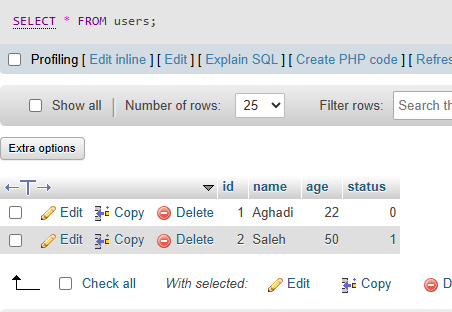 SELECT * FROM users;
Profiling [ Edit inline ] [ Edit ] [ Explain SQL ] [ Create PHP code ] [ Refres
Show all | Number of rows: 25 Filter rows: Search th
Extra options
id name age status
Edit Copy Delete 1 Aghadi 22 0
Edit Copy Delete 2 Saleh 50 1
Check all With selected: Edit Copy D